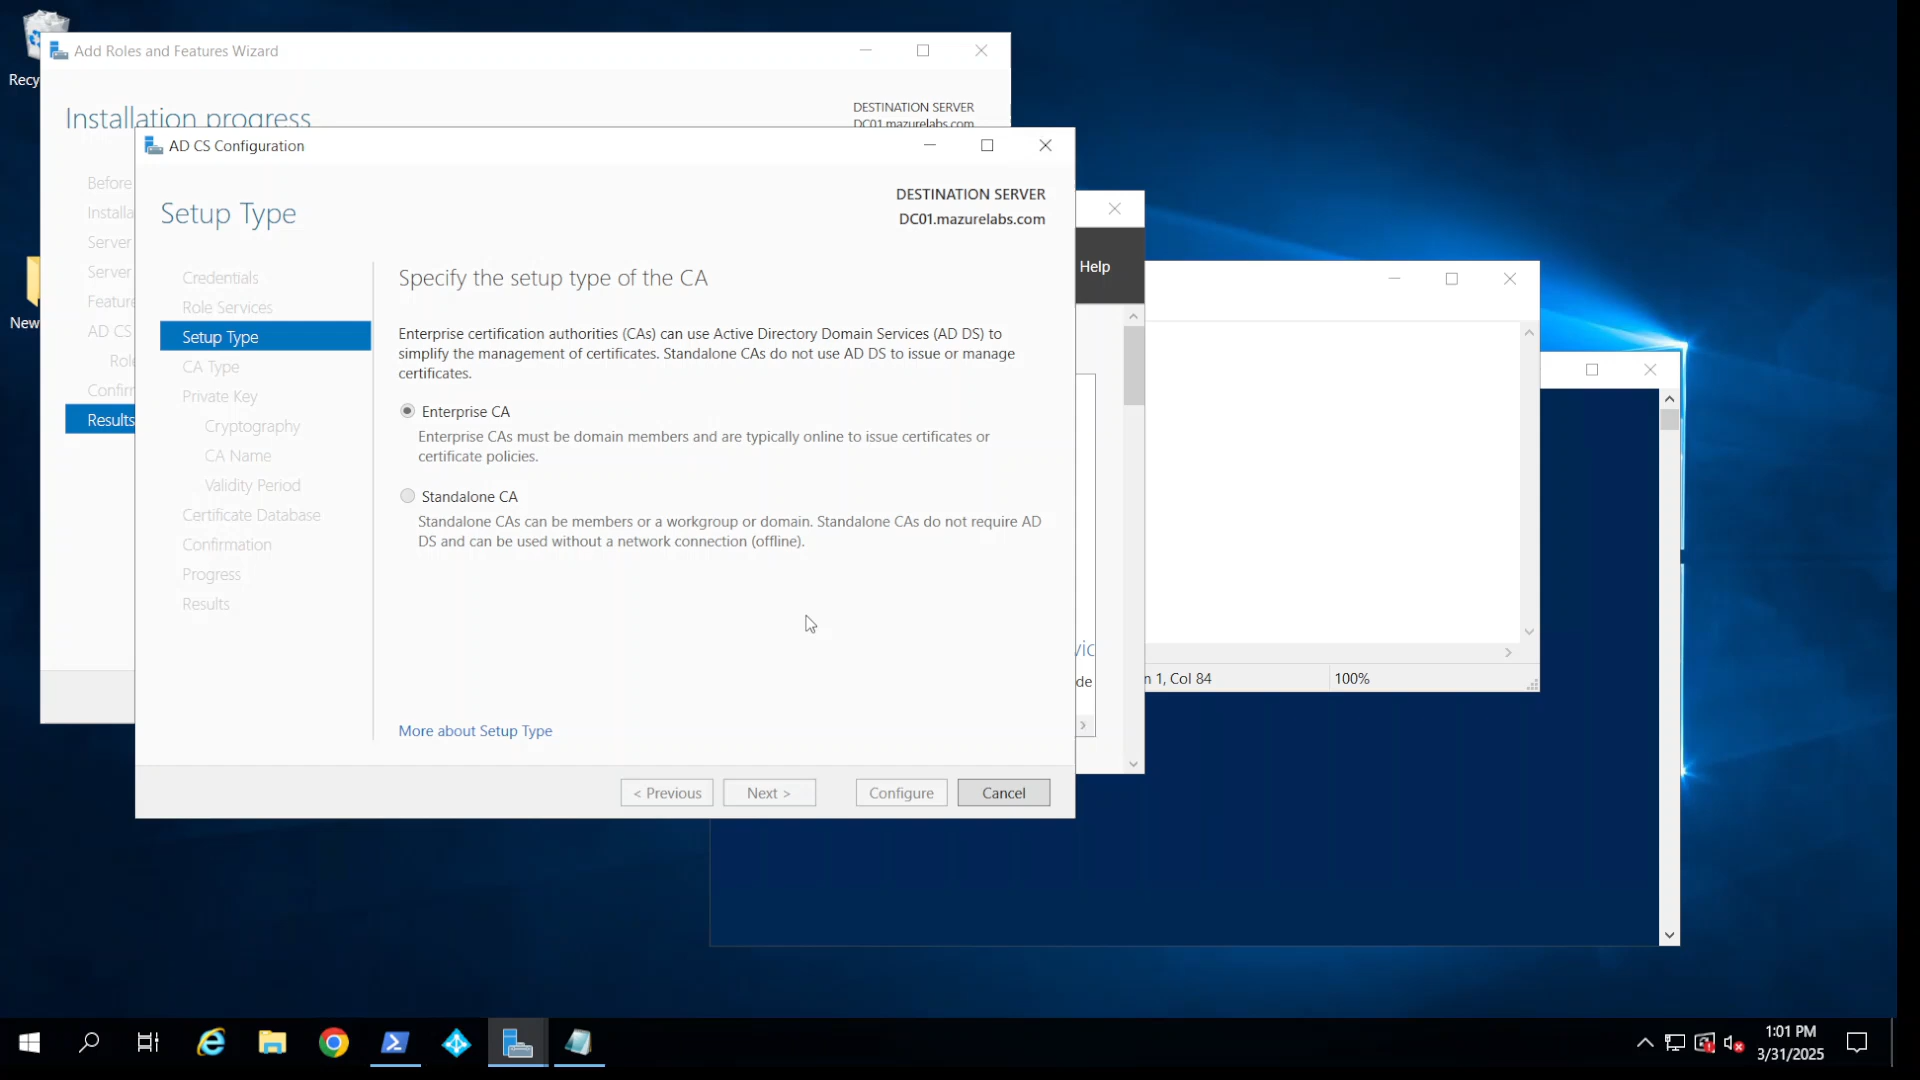 Recy
New
Add Roles and Features Wizard
Installation progress
DESTINATION SERVER
DC01.mazurelabs.com
Before
Installa
Server
Server
Feature
AD CS
Role
Confirm
Results
AD CS Configuration
Setup Type
DESTINATION SERVER
DC01.mazurelabs.com
Credentials
Role Services
Setup Type
CA Type
Private Key
Cryptography
CA Name
Validity Period
Certificate Database
Confirmation
Progress
Results
Specify the setup type of the CA
Enterprise certification authorities (CAs) can use Active Directory Domain Services (AD DS) to
simplify the management of certificates. Standalone CAs do not use AD DS to issue or manage
certificates.
Enterprise CA
Enterprise CAs must be domain members and are typically online to issue certificates or
certificate policies.
Standalone CA
Standalone CAs can be members or a workgroup or domain. Standalone CAs do not require AD
DS and can be used without a network connection (offline).
More about Setup Type
< Previous
Next >
Configure
Cancel
Help
vic
de
n 1, Col 84
100%
1:01 PM
3/31/2025